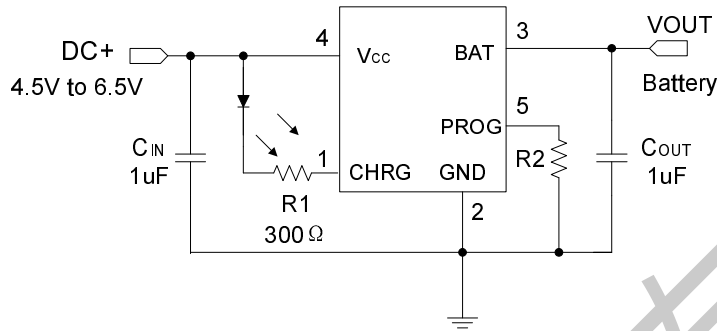 DC+
4.5V to 6.5V
CIN
1uF
R1
300Ω
4
1
VCC
CHRG
BAT
PROG
GND
3
5
2
R2
VOUT
Battery
COUT
1uF